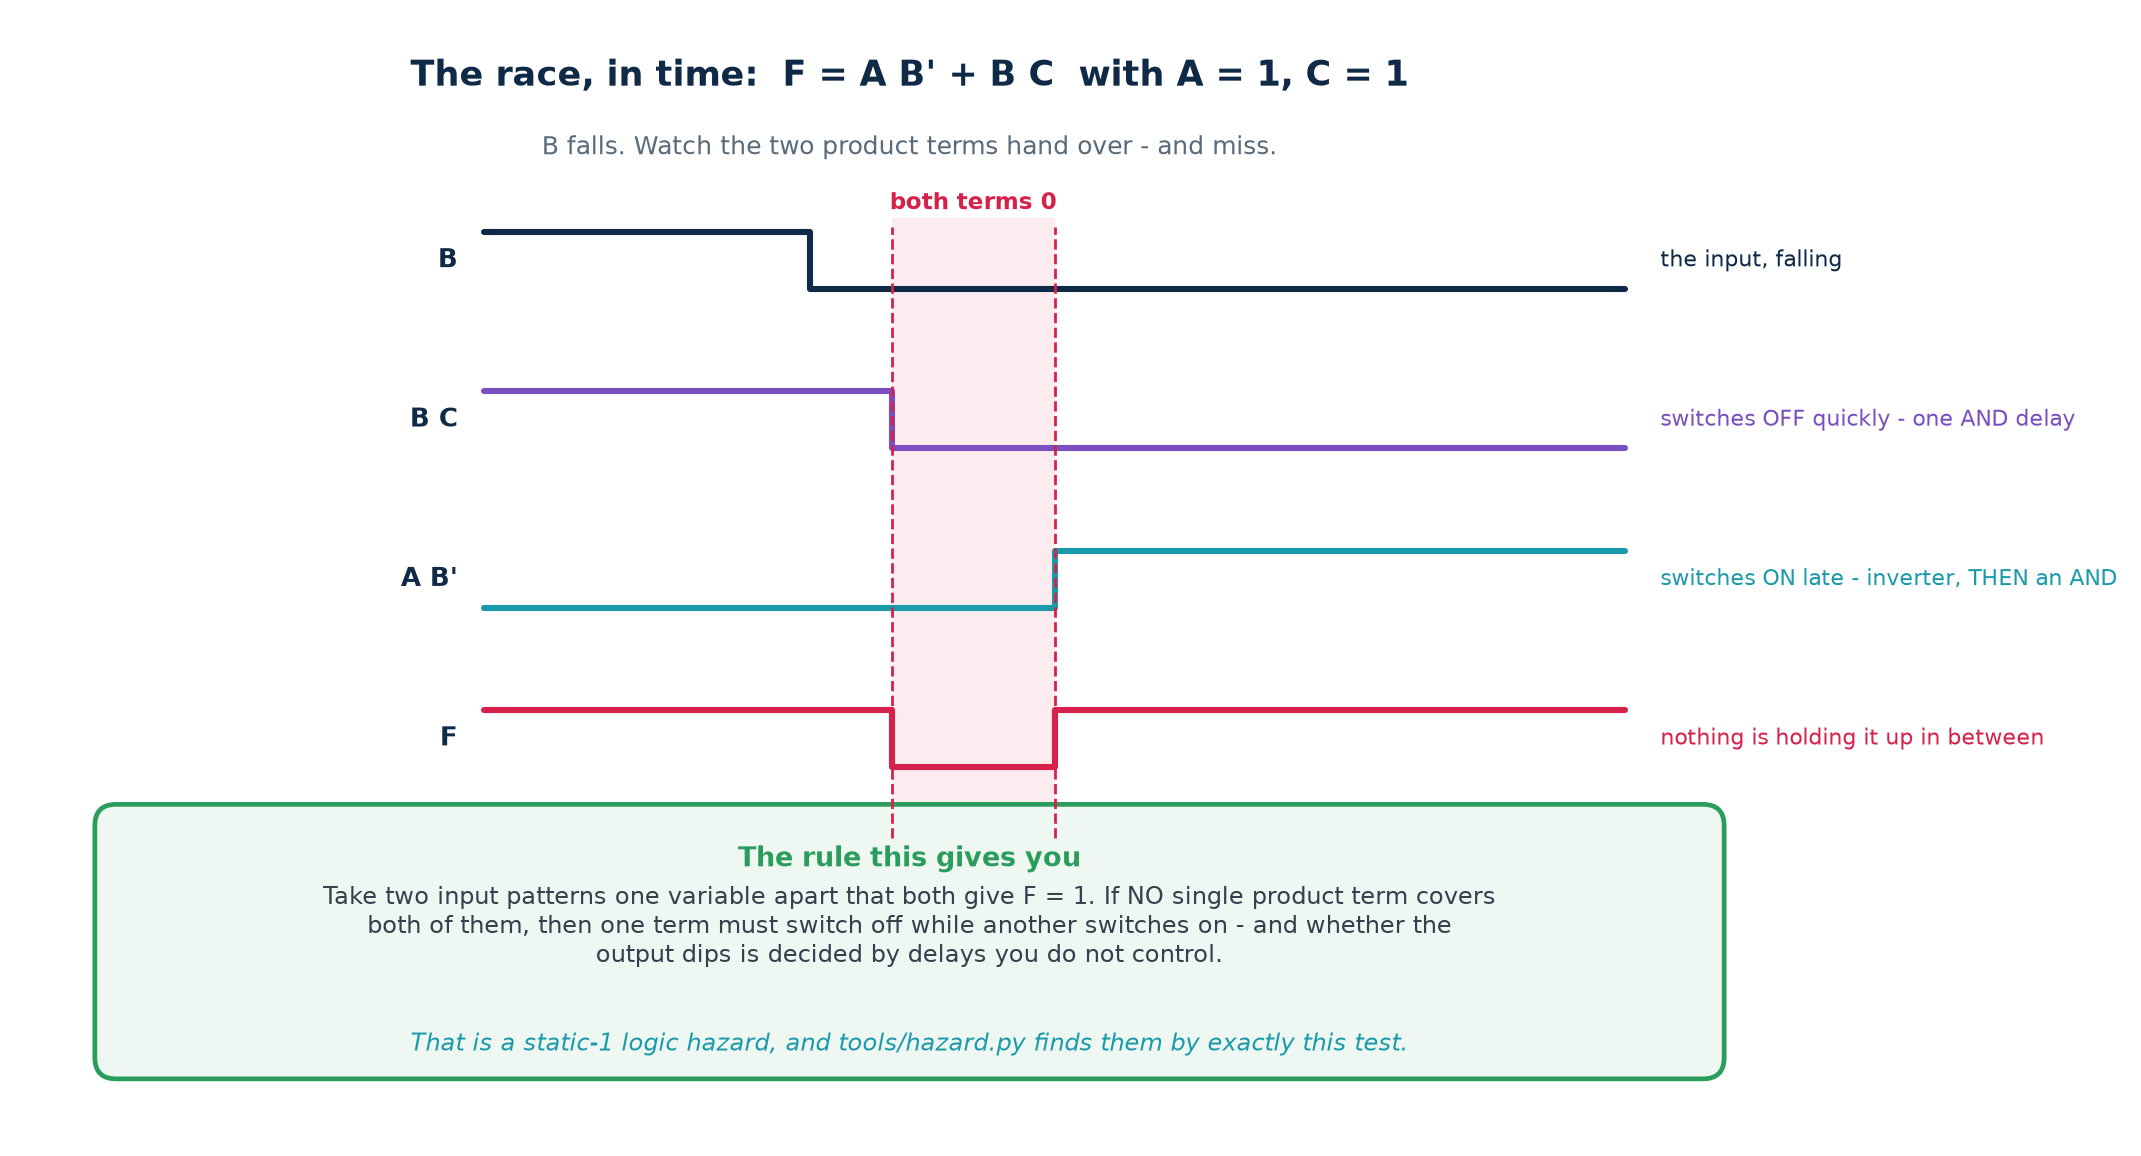 The race, in time:  F = A B' + B C  with A = 1, C = 1
B falls. Watch the two product terms hand over - and miss.
both terms 0
B
the input, falling
B C
switches OFF quickly - one AND delay
A B'
switches ON late - inverter, THEN an AND
F
nothing is holding it up in between
The rule this gives you
Take two input patterns one variable apart that both give F = 1. If NO single product term covers
both of them, then one term must switch off while another switches on - and whether the
output dips is decided by delays you do not control.
That is a static-1 logic hazard, and tools/hazard.py finds them by exactly this test.